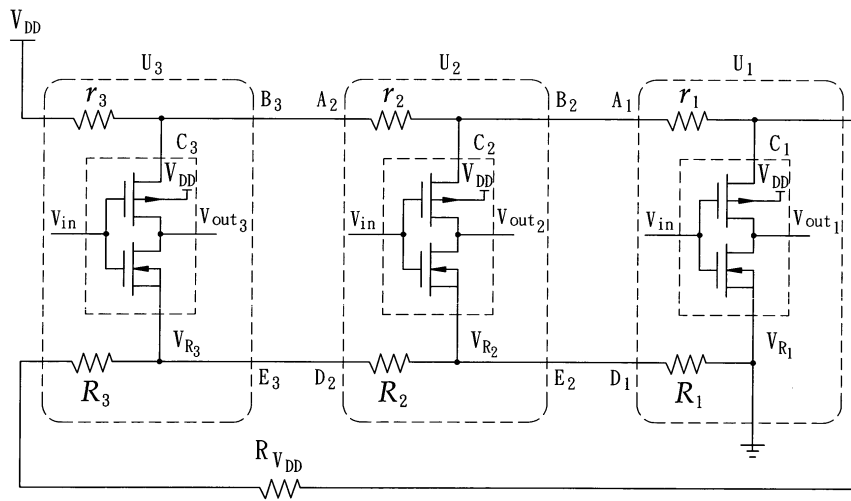 V_DD
U_3 U_2 U_1
r_3 B_3 A_2 r_2 B_2 A_1 r_1
C_3 C_2 C_1
V_DD V_DD V_DD
V_in V_out_3 V_in V_out_2 V_in V_out_1
V_R_3 V_R_2 V_R_1
R_3 E_3 D_2 R_2 E_2 D_1 R_1
R_V_DD